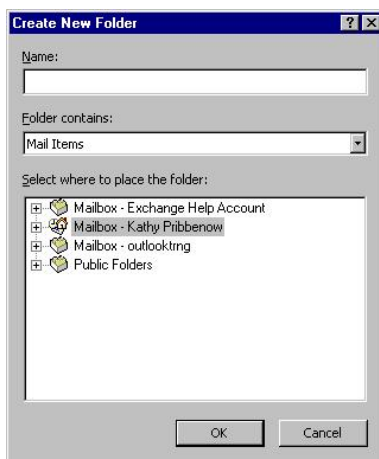 Create New Folder
Name:
Folder contains:
Mail Items
Select where to place the folder:
Mailbox - Exchange Help Account
Mailbox - Kathy Pribbenow
Mailbox - outlooktrng
Public Folders
OK Cancel